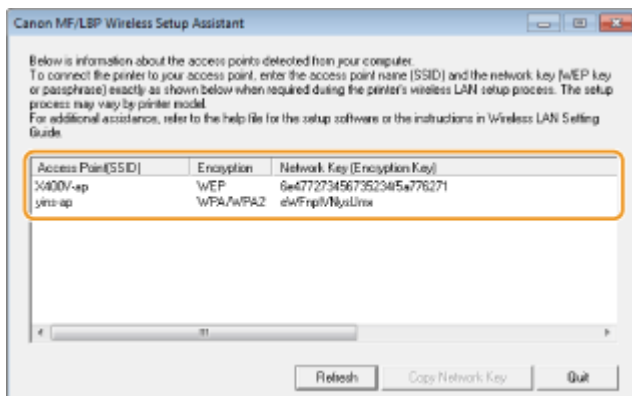 Canon MF/LBP Wireless Setup Assistant
Below is information about the access points detected from your computer.
To connect the printer to your access point, enter the access point name (SSID) and the network key (WEP key
or passphrase) exactly as shown below when required during the printer's wireless LAN setup process. The setup
process may vary by printer model.
For additional assistance, refer to the help file for the setup software or the instructions in Wireless LAN Setting
Guide.
Access Point(SSID) Encryption Network Key (Encryption Key)
X400V-ap WEP
yins-ap WPA/WPA2
Refresh Copy Network Key Quit